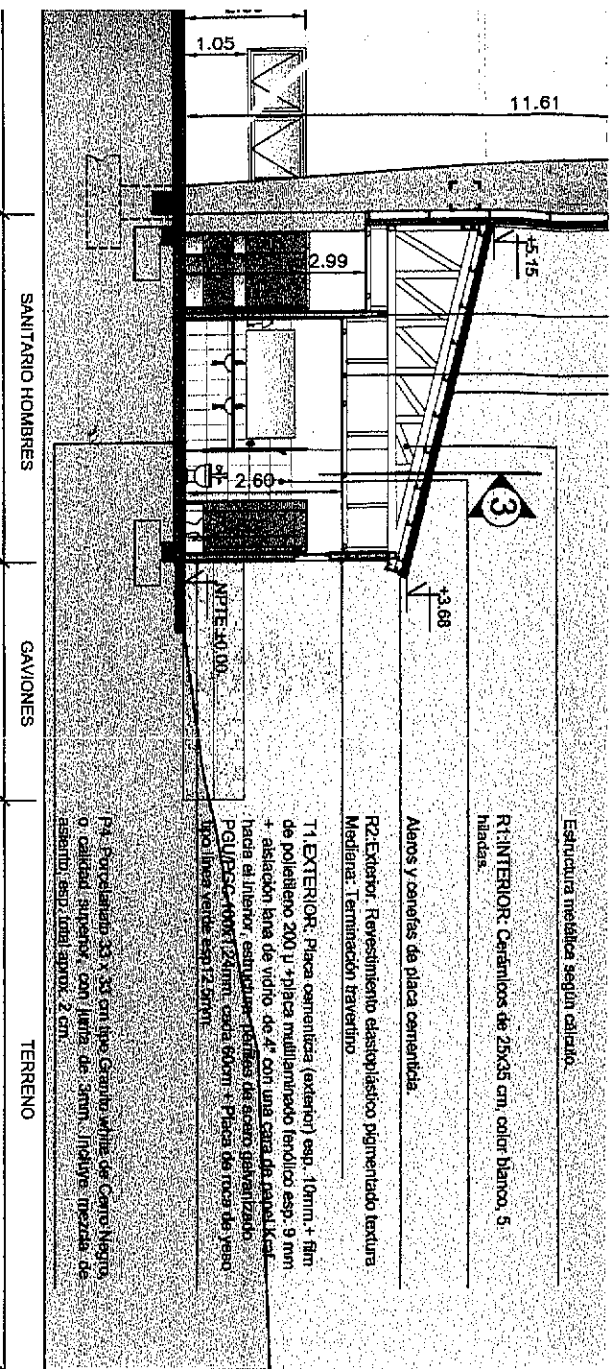 1.05
11.61
+5.15
2.99
2.60
3
+3.68
NPTE ±0.00
Estructura metálica según cálculo.
R1:INTERIOR: Cerámicos de 25x35 cm, color blanco, 5
hiladas.
Aleros y cenefas de placa cementicia.
R2:Exterior. Revestimiento elastoplástico pigmentado textura
Mediana: Terminación travertino
T1.EXTERIOR: Placa cementicea (exterior) esp. 10mm.+ film
de polietileno 200 µ +placa multilaminado fenólico esp: 9 mm
+ aislación lana de vidrio de 4" con una cara de papel Kraf
hacia el interior, estructura perfiles de acero galvanizado
PGU/PGC 100x1.24mm. cada 60cm + Placa de roca de yeso
tipo linea verde esp12.5mm
P4. Porcelanato 33 x 33 cm tipo Granito white de Cerro Negro,
o calidad superior, con junta de 3mm. Incluye mezcla de
asiento, esp. total aprox. 2 cm.
SANITARIO HOMBRES
GAVIONES
TERRENO